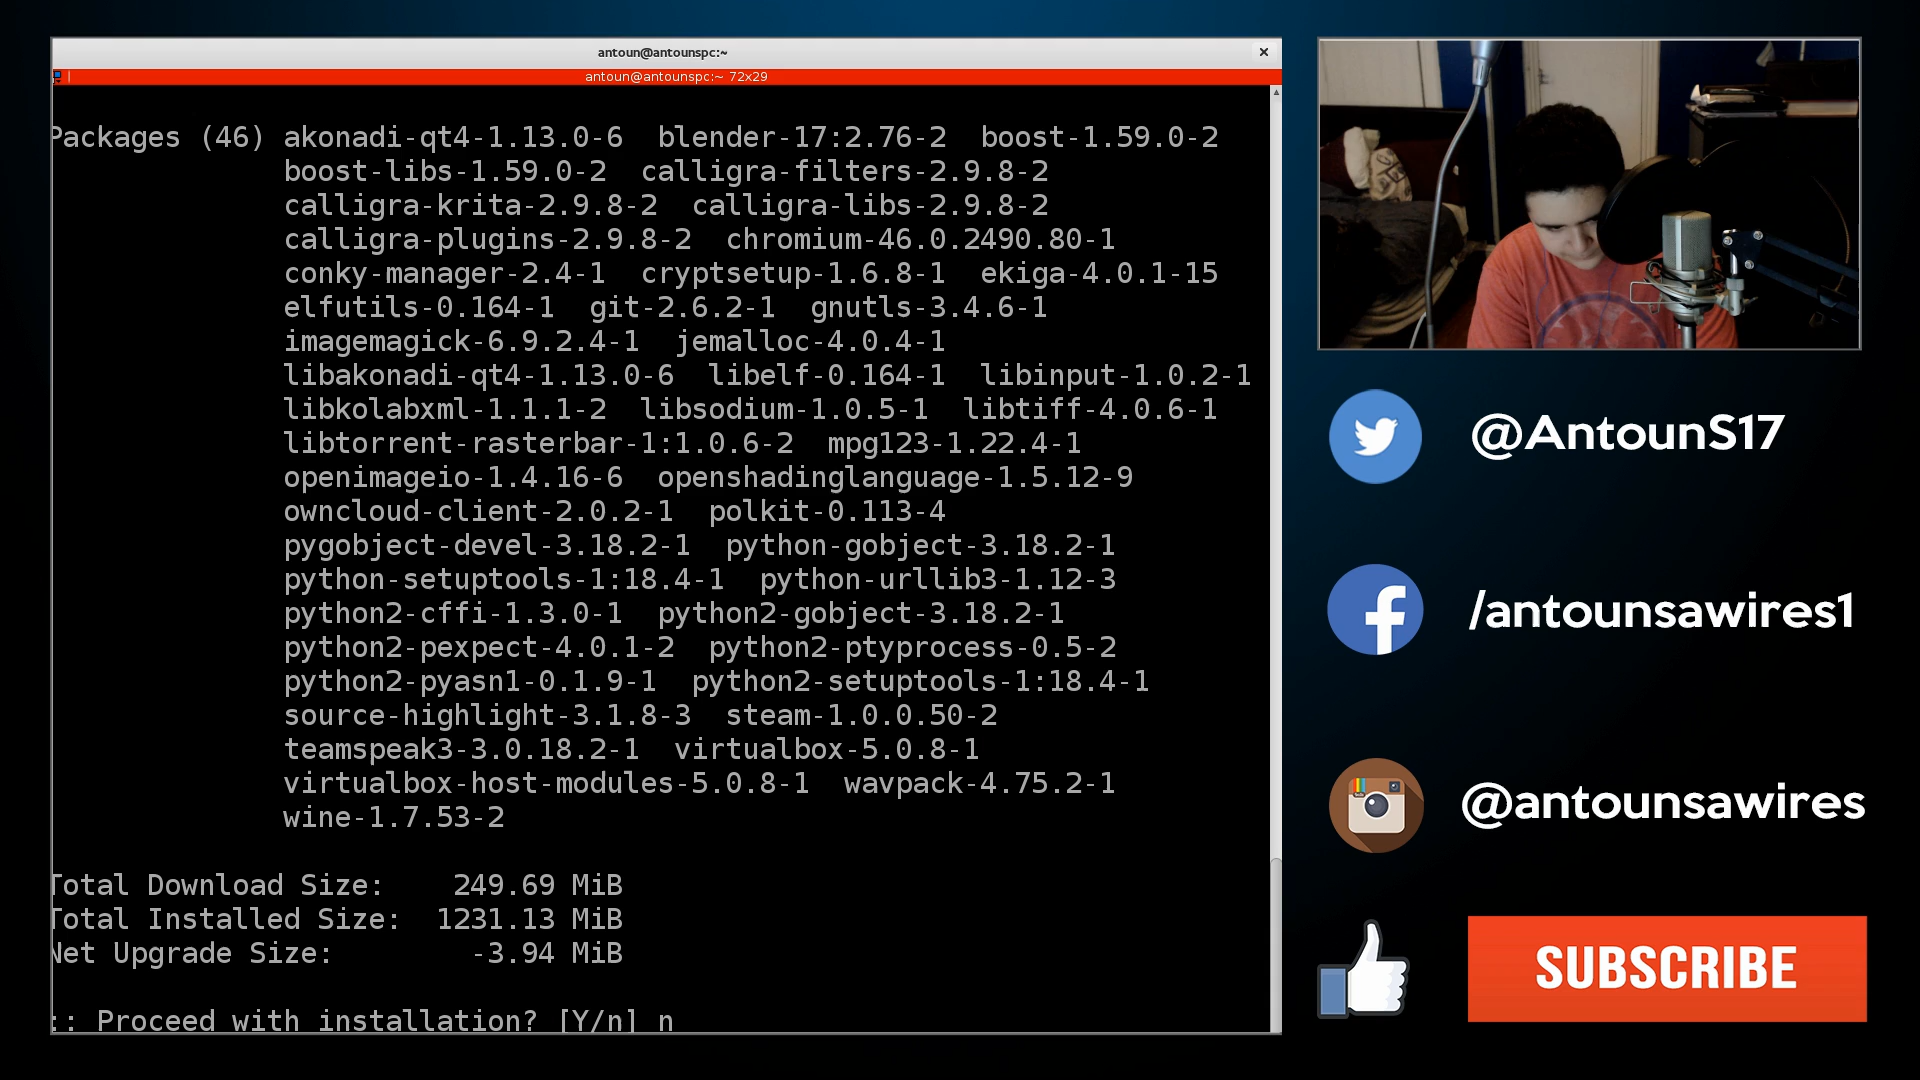 antoun@antounspc:~
antoun@antounspc:~ 72x29
Packages (46) akonadi-qt4-1.13.0-6  blender-17:2.76-2  boost-1.59.0-2
boost-libs-1.59.0-2  calligra-filters-2.9.8-2
calligra-krita-2.9.8-2  calligra-libs-2.9.8-2
calligra-plugins-2.9.8-2  chromium-46.0.2490.80-1
conky-manager-2.4-1  cryptsetup-1.6.8-1  ekiga-4.0.1-15
elfutils-0.164-1  git-2.6.2-1  gnutls-3.4.6-1
imagemagick-6.9.2.4-1  jemalloc-4.0.4-1
libakonadi-qt4-1.13.0-6  libelf-0.164-1  libinput-1.0.2-1
libkolabxml-1.1.1-2  libsodium-1.0.5-1  libtiff-4.0.6-1
libtorrent-rasterbar-1:1.0.6-2  mpg123-1.22.4-1
openimageio-1.4.16-6  openshadinglanguage-1.5.12-9
owncloud-client-2.0.2-1  polkit-0.113-4
pygobject-devel-3.18.2-1  python-gobject-3.18.2-1
python-setuptools-1:18.4-1  python-urllib3-1.12-3
python2-cffi-1.3.0-1  python2-gobject-3.18.2-1
python2-pexpect-4.0.1-2  python2-ptyprocess-0.5-2
python2-pyasn1-0.1.9-1  python2-setuptools-1:18.4-1
source-highlight-3.1.8-3  steam-1.0.0.50-2
teamspeak3-3.0.18.2-1  virtualbox-5.0.8-1
virtualbox-host-modules-5.0.8-1  wavpack-4.75.2-1
wine-1.7.53-2
Total Download Size:    249.69 MiB
Total Installed Size:  1231.13 MiB
Net Upgrade Size:        -3.94 MiB
:: Proceed with installation? [Y/n] n
@AntounS17
/antounsawires1
@antounsawires
SUBSCRIBE